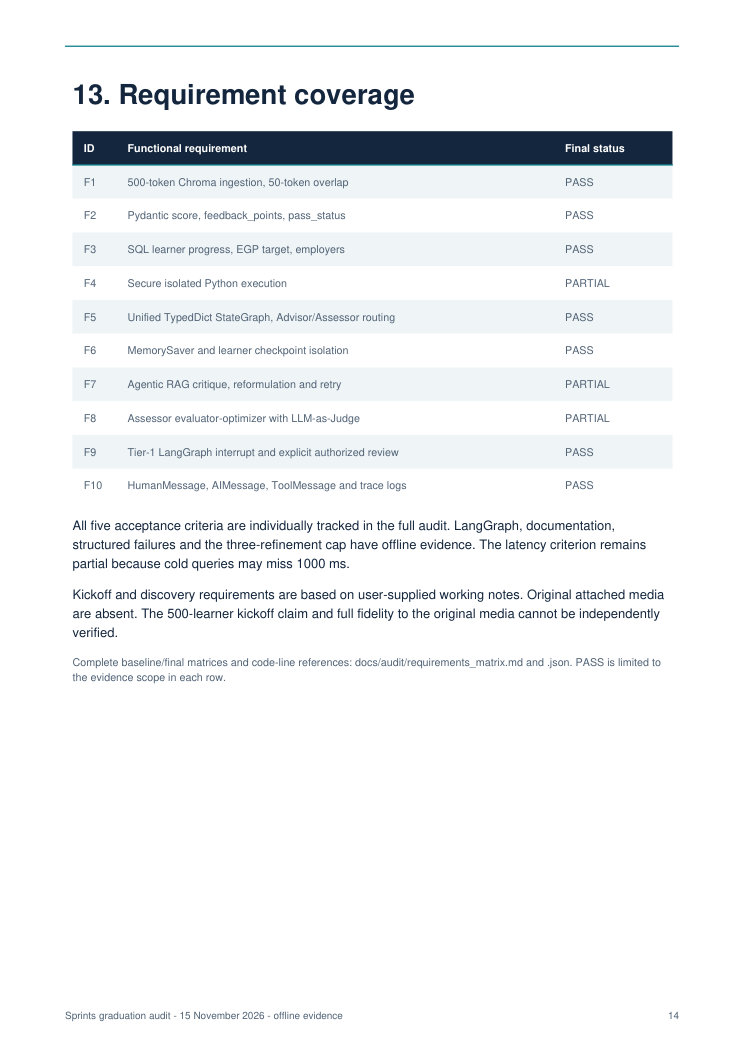 13. Requirement coverage
ID Functional requirement Final status
F1 500-token Chroma ingestion, 50-token overlap PASS
F2 Pydantic score, feedback_points, pass_status PASS
F3 SQL learner progress, EGP target, employers PASS
F4 Secure isolated Python execution PARTIAL
F5 Unified TypedDict StateGraph, Advisor/Assessor routing PASS
F6 MemorySaver and learner checkpoint isolation PASS
F7 Agentic RAG critique, reformulation and retry PARTIAL
F8 Assessor evaluator-optimizer with LLM-as-Judge PARTIAL
F9 Tier-1 LangGraph interrupt and explicit authorized review PASS
F10 HumanMessage, AIMessage, ToolMessage and trace logs PASS
All five acceptance criteria are individually tracked in the full audit. LangGraph, documentation,
structured failures and the three-refinement cap have offline evidence. The latency criterion remains
partial because cold queries may miss 1000 ms.
Kickoff and discovery requirements are based on user-supplied working notes. Original attached media
are absent. The 500-learner kickoff claim and full fidelity to the original media cannot be independently
verified.
Complete baseline/final matrices and code-line references: docs/audit/requirements_matrix.md and .json. PASS is limited to
the evidence scope in each row.
Sprints graduation audit - 15 November 2026 - offline evidence 14